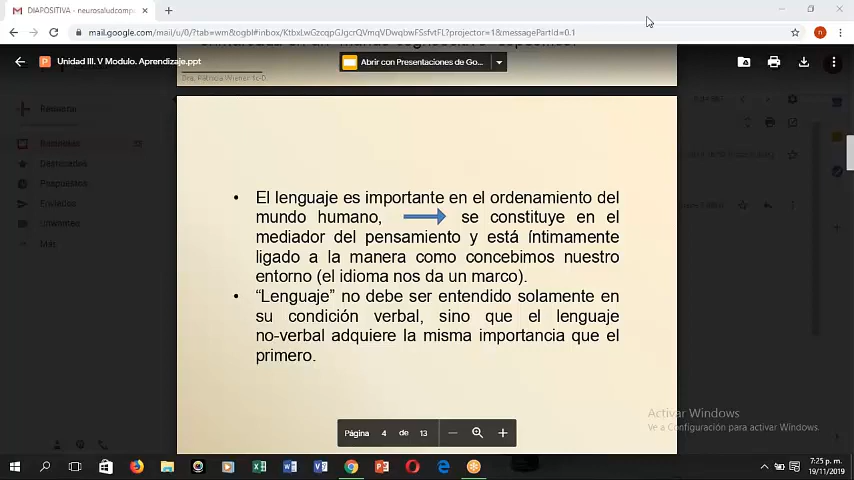 DIAPOSITIVA - neurosaludcomp
mail.google.com/mail/u/0/?tab=wm&ogbl#inbox/KtbxLwGzcqpGJgcrQVmqVDwqbwFSsfvtFL?projector=1&messagePartId=0.1
Unidad III. V Modulo. Aprendizaje.ppt
Abrir con Presentaciones de Go...
Dra. Patricia Wiener
• El lenguaje es importante en el ordenamiento del
mundo humano, se constituye en el
mediador del pensamiento y está íntimamente
ligado a la manera como concebimos nuestro
entorno (el idioma nos da un marco).
• “Lenguaje” no debe ser entendido solamente en
su condición verbal, sino que el lenguaje
no-verbal adquiere la misma importancia que el
primero.
Página 4 de 13
Activar Windows
Ve a Configuración para activar Windows.
7:25 p. m.
19/11/2019